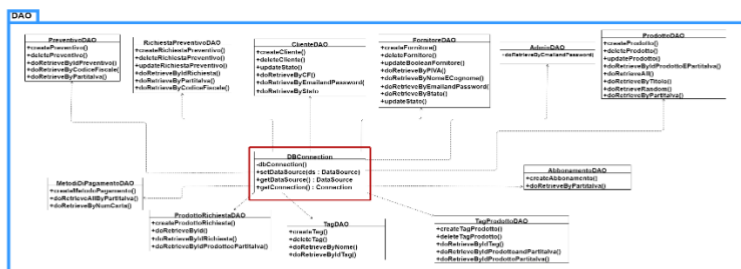 DAO
PreventivoDAO
+createPreventivo()
+deletePreventivo()
+doRetrieveByIdPreventivo()
+doRetrieveByCodiceFiscale()
+doRetrieveByPartitaIva()
RichiestaPreventivoDAO
+createRichiestaPreventivo()
+deleteRichiestaPreventivo()
+updateRichiestaPreventivo()
+doRetrieveByIdRichiesta()
+doRetrieveByPartitaIva()
+doRetrieveByCodiceFiscale()
ClienteDAO
+createCliente()
+deleteCliente()
+updateStato()
+doRetrieveByCF()
+doRetrieveByEmailandPassword()
+doRetrieveByStato
FornitoreDAO
+createFornitore()
+deleteFornitore()
+updateBooleanFornitore()
+doRetrieveByPIVA()
+doRetrieveByNomeECognome()
+doRetrieveByEmailandPassword()
+doRetrieveByStato()
+updateStato()
AdminDAO
+doRetrieveByEmailandPassword()
ProdottoDAO
+createProdotto()
+deleteProdotto()
+updateProdotto()
+doRetrieveByIdProdottoEPartitaIva()
+doRetrieveAll()
+doRetrieveByTitolo()
+doRetrieveRandom()
+doRetrieveByPartitaIva()
DBConnection
-dbConnection()
+setDataSource(ds : DataSource)
+getDataSource() : DataSource
+getConnection() : Connection
MetodiDiPagamentoDAO
+createMetodoPagamento()
+doRetrieveAllByPartitaIva()
+doRetrieveByNumCarta()
AbbonamentoDAO
+createAbbonamento()
+doRetrieveByPartitaIva()
ProdottoRichiestaDAO
+createProdottoRichiesta()
+doRetrieveById()
+doRetrieveByIdRichiesta()
+doRetrieveByIdProdottoePartitaIva()
TagDAO
+createTag()
+deleteTag()
+doRetrieveByNome()
+doRetrieveByIdTag()
TagProdottoDAO
+createTagProdotto()
+deleteTagProdotto()
+doRetrieveByIdTag()
+doRetrieveByIdProdottoandPartitaIva()
+doRetrieveByIdProdottoPartitaIva()